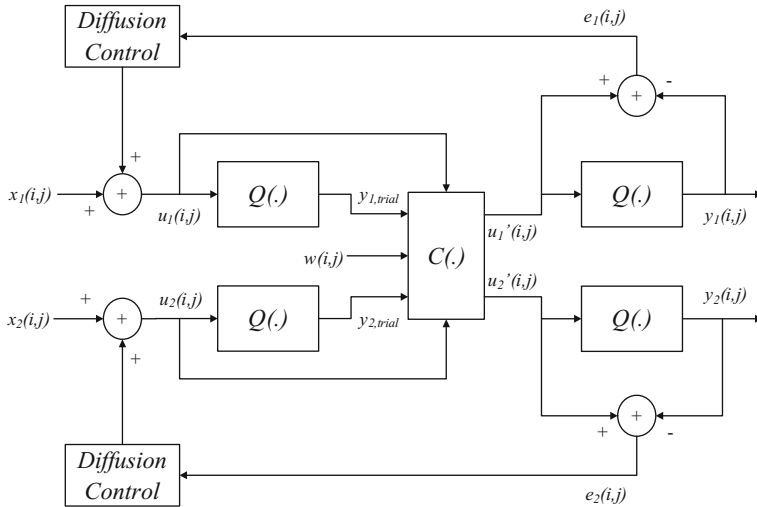 Diffusion
Control
e₁(i,j)
+
-
+
+
x₁(i,j)
+
+
u₁(i,j)
Q(.)
y₁,trial
w(i,j)
C(.)
u₁'(i,j)
Q(.)
y₁(i,j)
x₂(i,j)
+
+
+
u₂(i,j)
Q(.)
y₂,trial
u₂'(i,j)
Q(.)
y₂(i,j)
+
+
-
Diffusion
Control
e₂(i,j)